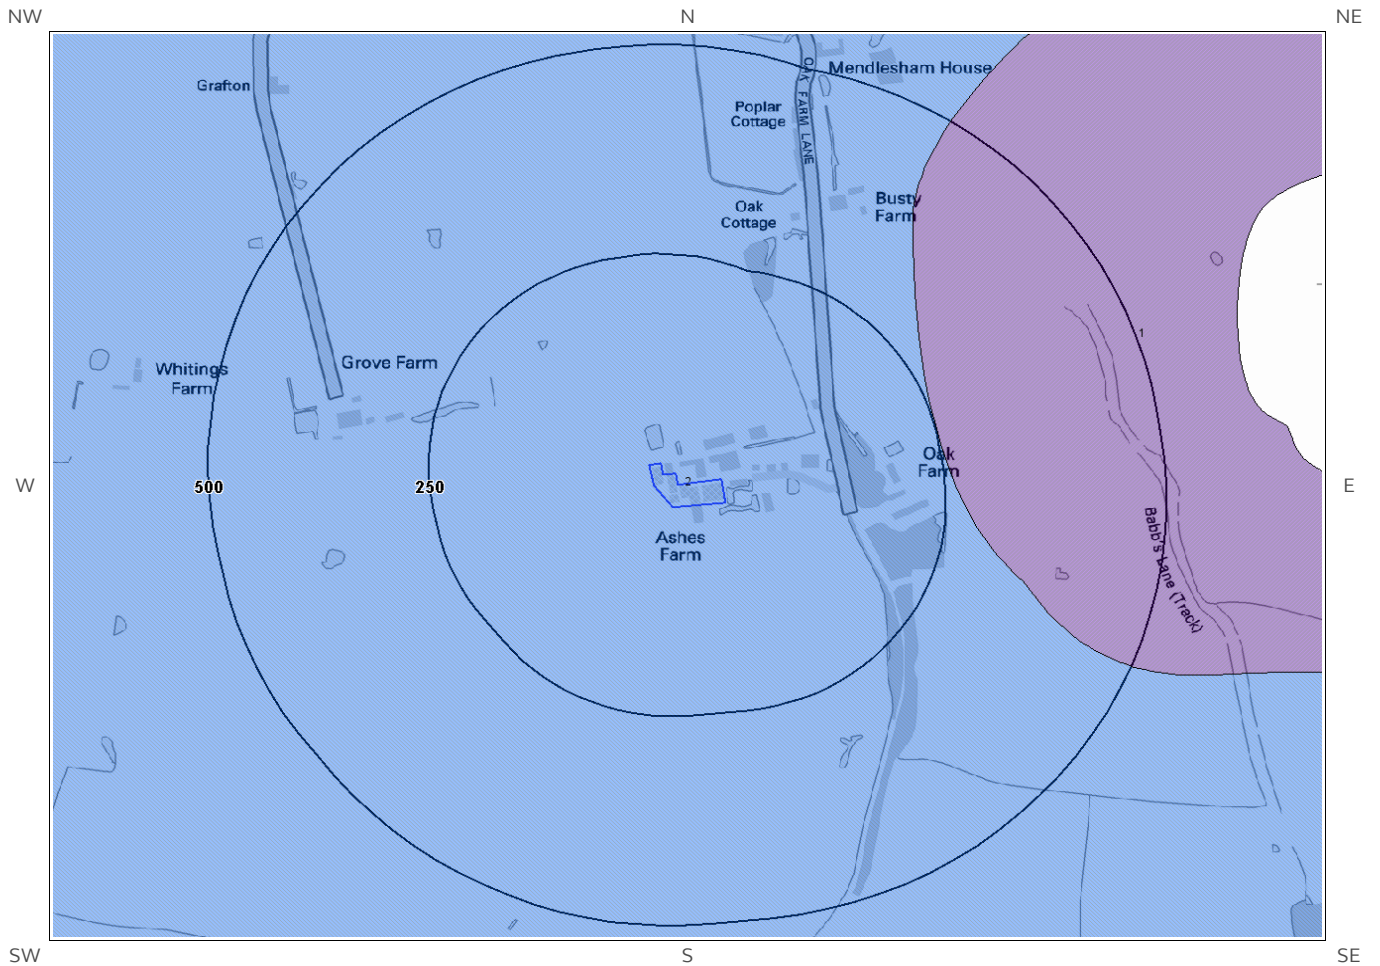 NW
N
NE
Grafton
OAK FARM LANE
Mendlesham House
Poplar
Cottage
Busty
Farm
Oak
Cottage
1
Whitings
Farm
Grove Farm
Oak
Farm
W
500
250
2
E
Ashes
Farm
Babb's Lane (Track)
SW
S
SE